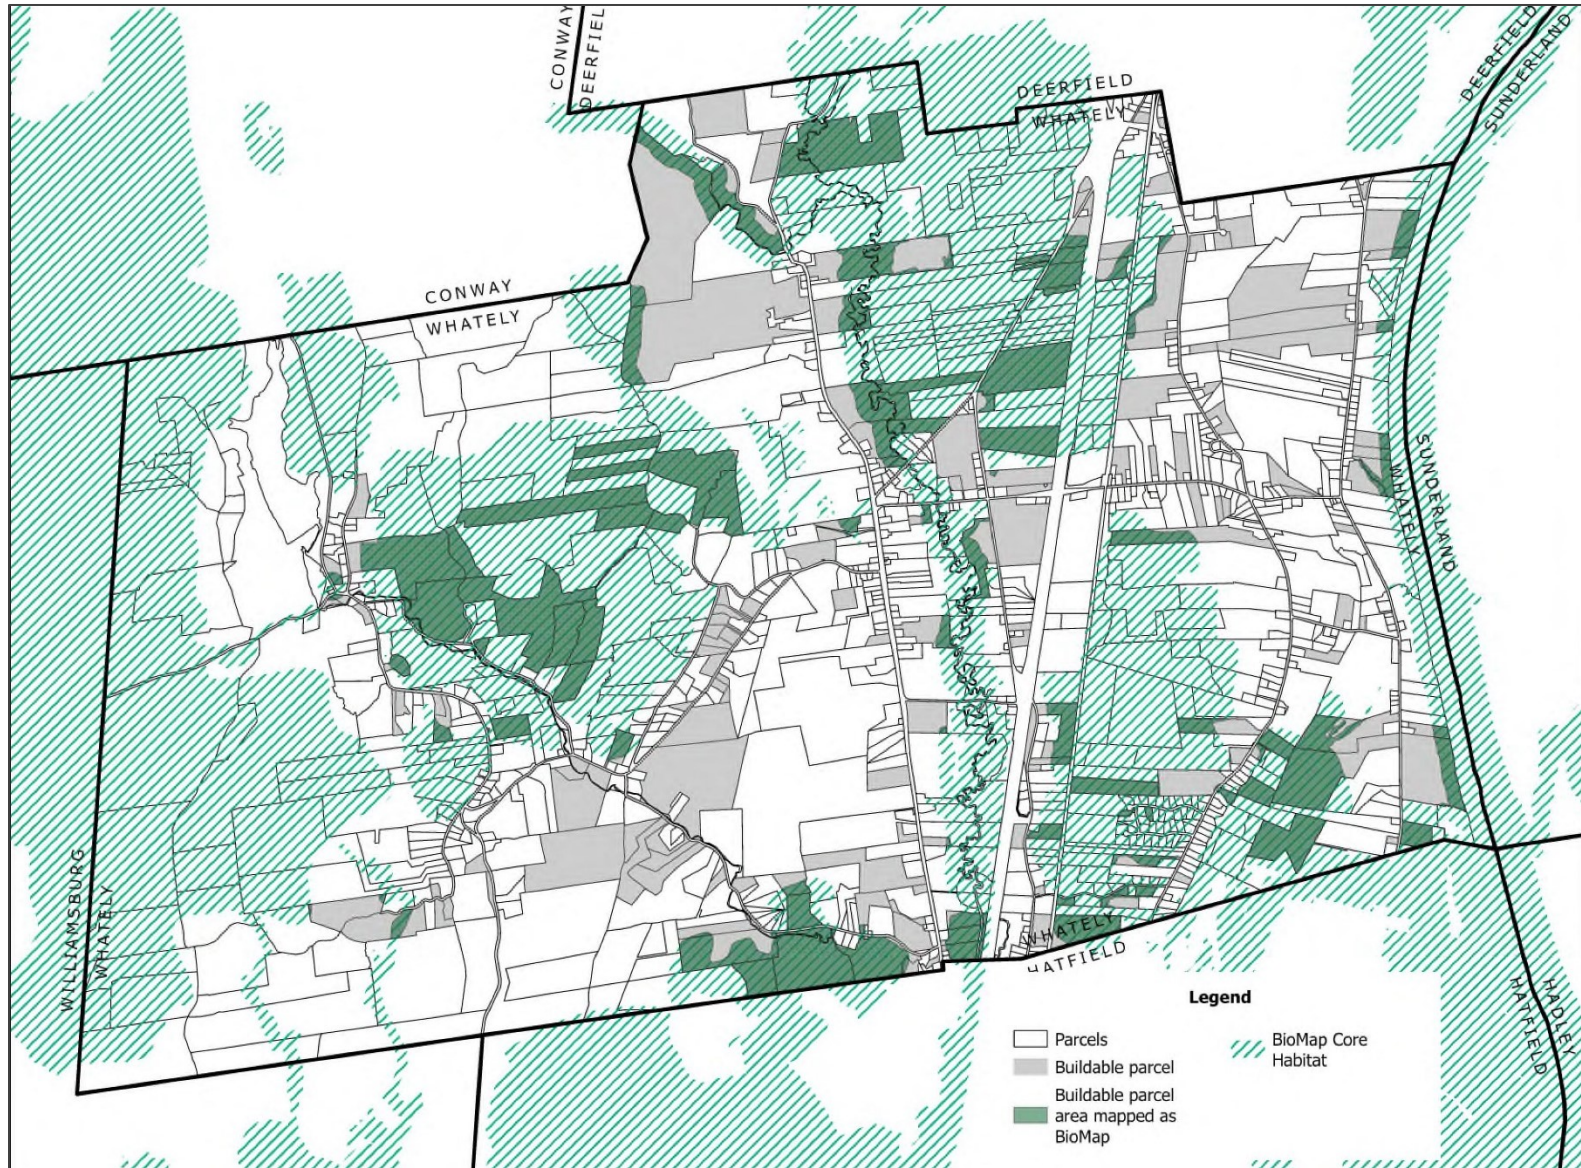 CONWAY
DEERFIEL
DEERFIELD
WHATELY
DEERFIELD
SUNDERLAND
CONWAY
WHATELY
SUNDERLAND
WHATELY
WILLIAMSBURG
WHATELY
WHATELY
HATFIELD
HADLEY
HATFIELD
Legend
Parcels
Buildable parcel
Buildable parcel
area mapped as
BioMap
BioMap Core
Habitat